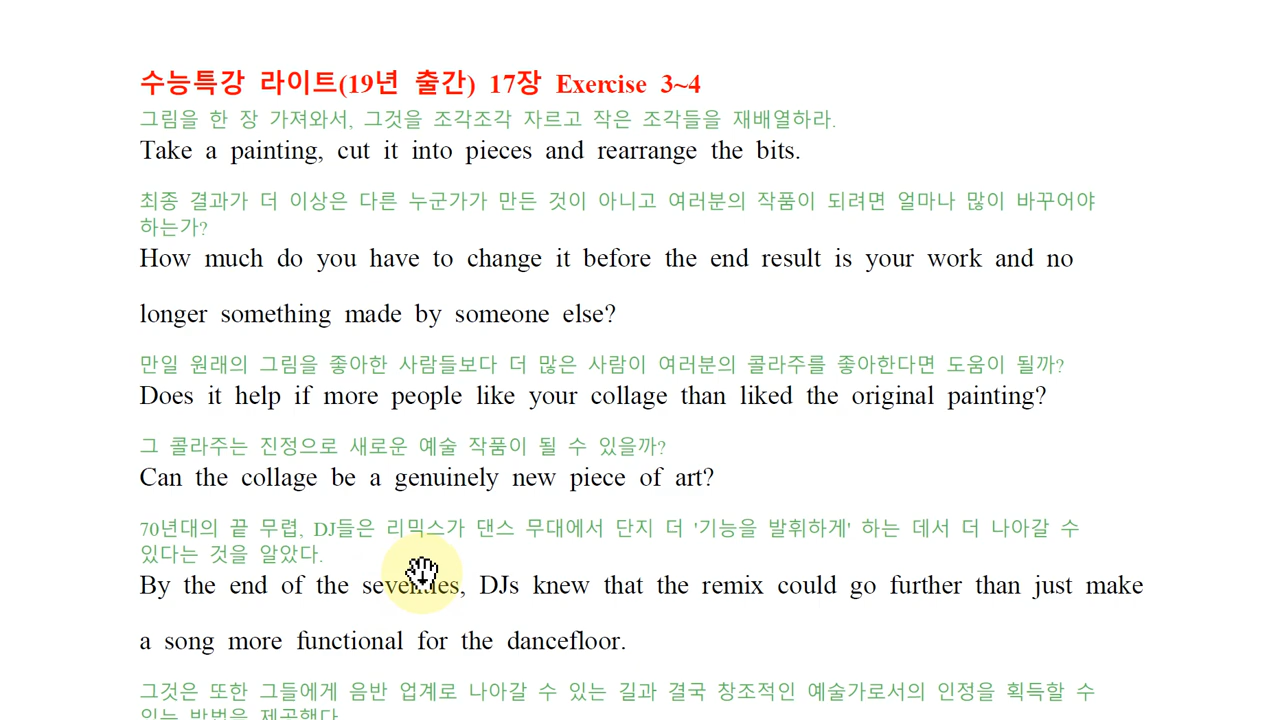 수능특강 라이트(19년 출간) 17장 Exercise 3~4
그림을 한 장 가져와서, 그것을 조각조각 자르고 작은 조각들을 재배열하라.
Take a painting, cut it into pieces and rearrange the bits.
최종 결과가 더 이상은 다른 누군가가 만든 것이 아니고 여러분의 작품이 되려면 얼마나 많이 바꾸어야
하는가?
How much do you have to change it before the end result is your work and no
longer something made by someone else?
만일 원래의 그림을 좋아한 사람들보다 더 많은 사람이 여러분의 콜라주를 좋아한다면 도움이 될까?
Does it help if more people like your collage than liked the original painting?
그 콜라주는 진정으로 새로운 예술 작품이 될 수 있을까?
Can the collage be a genuinely new piece of art?
70년대의 끝 무렵, DJ들은 리믹스가 댄스 무대에서 단지 더 '기능을 발휘하게' 하는 데서 더 나아갈 수
있다는 것을 알았다.
By the end of the seventies, DJs knew that the remix could go further than just make
a song more functional for the dancefloor.
그것은 또한 그들에게 음반 업계로 나아갈 수 있는 길과 결국 창조적인 예술가로서의 인정을 획득할 수
있는 방법을 제공했다.